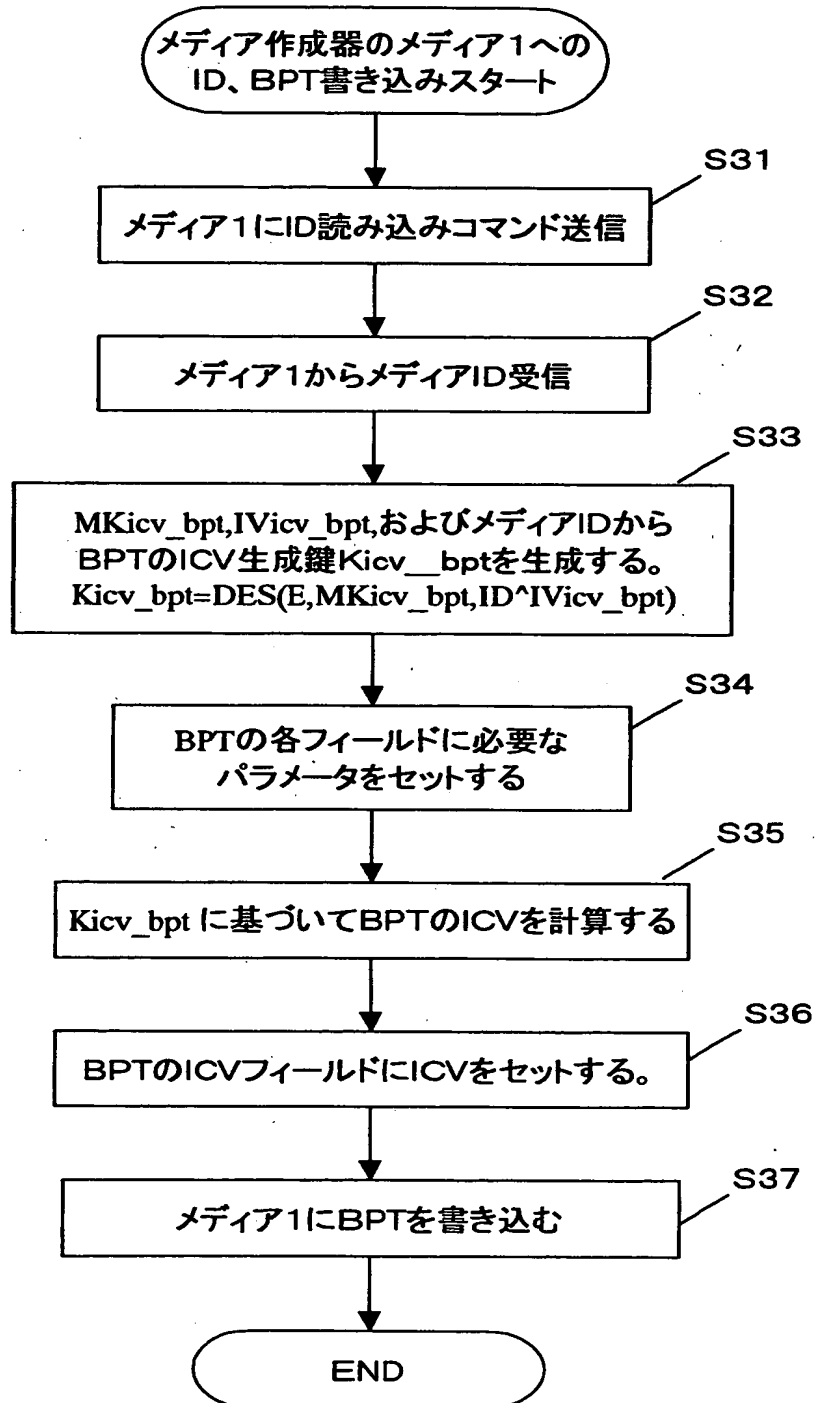 メディア作成器のメディア1への
ID、BPT書き込みスタート
S31
メディア1にID読み込みコマンド送信
S32
メディア1からメディアID受信
S33
MKicv_bpt,IVicv_bpt,およびメディアIDから
BPTのICV生成鍵Kicv__bptを生成する。
Kicv_bpt=DES(E,MKicv_bpt,ID^IVicv_bpt)
S34
BPTの各フィールドに必要な
パラメータをセットする
S35
Kicv_bpt に基づいてBPTのICVを計算する
S36
BPTのICVフィールドにICVをセットする。
S37
メディア1にBPTを書き込む
END